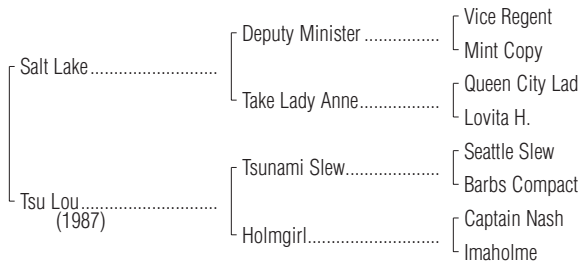 Vice Regent
Deputy Minister ................
Mint Copy
Salt Lake...........................
Queen City Lad
Take Lady Anne.................
Lovita H.
Seattle Slew
Tsunami Slew....................
Barbs Compact
Tsu Lou.............................
(1987)
Captain Nash
Holmgirl............................
Imaholme